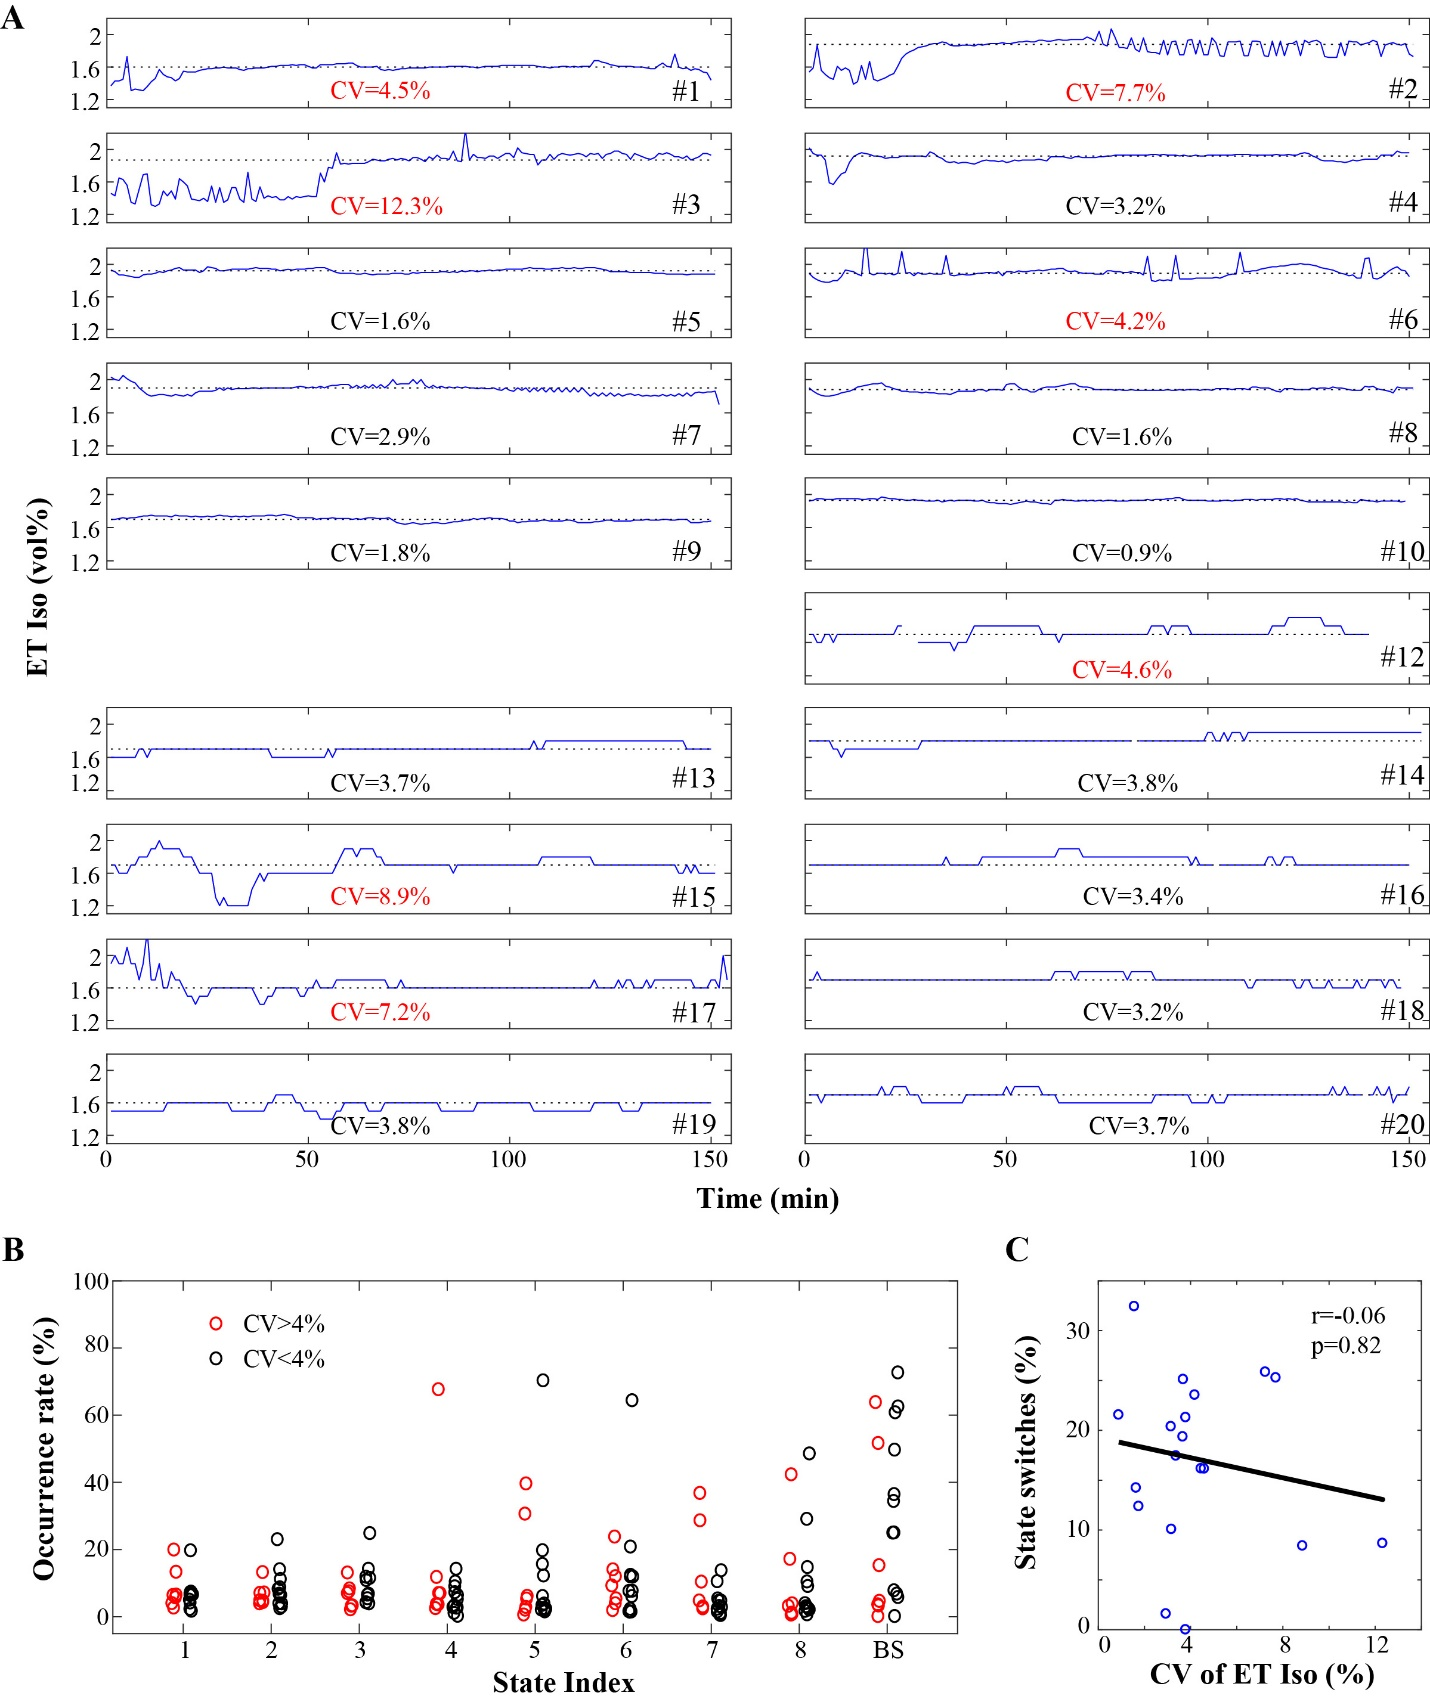 A
2
1.6
1.2
CV=4.5%
#1
CV=7.7%
#2
2
1.6
1.2
CV=12.3%
#3
CV=3.2%
#4
2
1.6
1.2
CV=1.6%
#5
CV=4.2%
#6
2
1.6
1.2
CV=2.9%
#7
CV=1.6%
#8
2
1.6
1.2
CV=1.8%
#9
CV=0.9%
#10
ET Iso (vol%)
CV=4.6%
#12
2
1.6
1.2
CV=3.7%
#13
CV=3.8%
#14
2
1.6
1.2
CV=8.9%
#15
CV=3.4%
#16
2
1.6
1.2
CV=7.2%
#17
CV=3.2%
#18
2
1.6
1.2
CV=3.8%
#19
CV=3.7%
#20
0 50 100 150
0 50 100 150
Time (min)
B
100
80
60
40
20
0
Occurrence rate (%)
CV>4%
CV<4%
1 2 3 4 5 6 7 8 BS
State Index
C
30
20
10
0
State switches (%)
r=-0.06
p=0.82
0 4 8 12
CV of ET Iso (%)